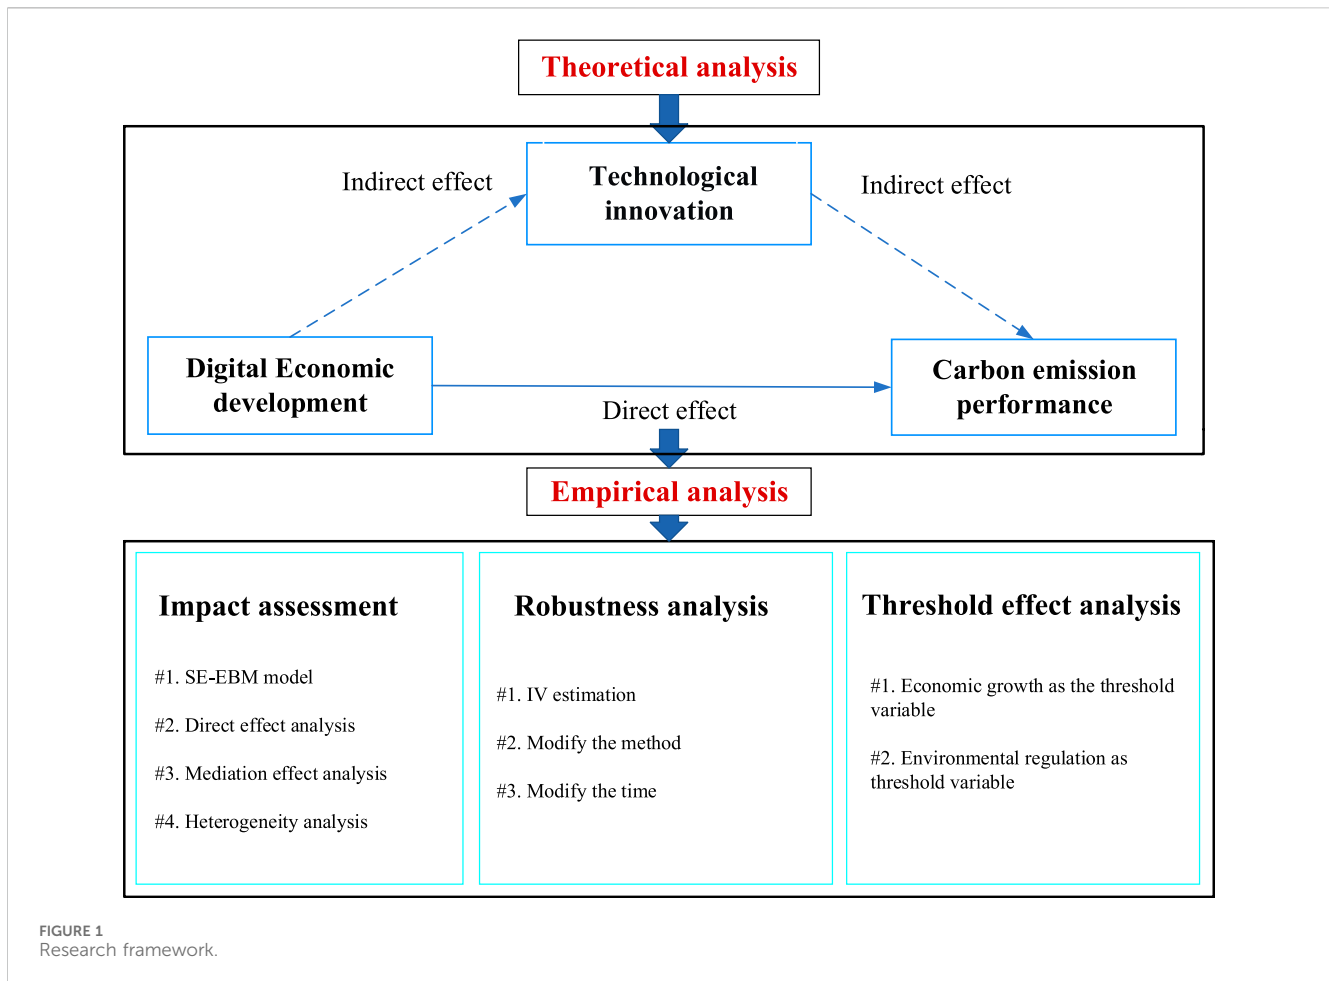 Theoretical analysis
Indirect effect
Technological
innovation
Indirect effect
Digital Economic
development
Carbon emission
performance
Direct effect
Empirical analysis
Impact assessment
#1. SE-EBM model
#2. Direct effect analysis
#3. Mediation effect analysis
#4. Heterogeneity analysis
Robustness analysis
#1. IV estimation
#2. Modify the method
#3. Modify the time
Threshold effect analysis
#1. Economic growth as the threshold
variable
#2. Environmental regulation as
threshold variable
FIGURE 1
Research framework.